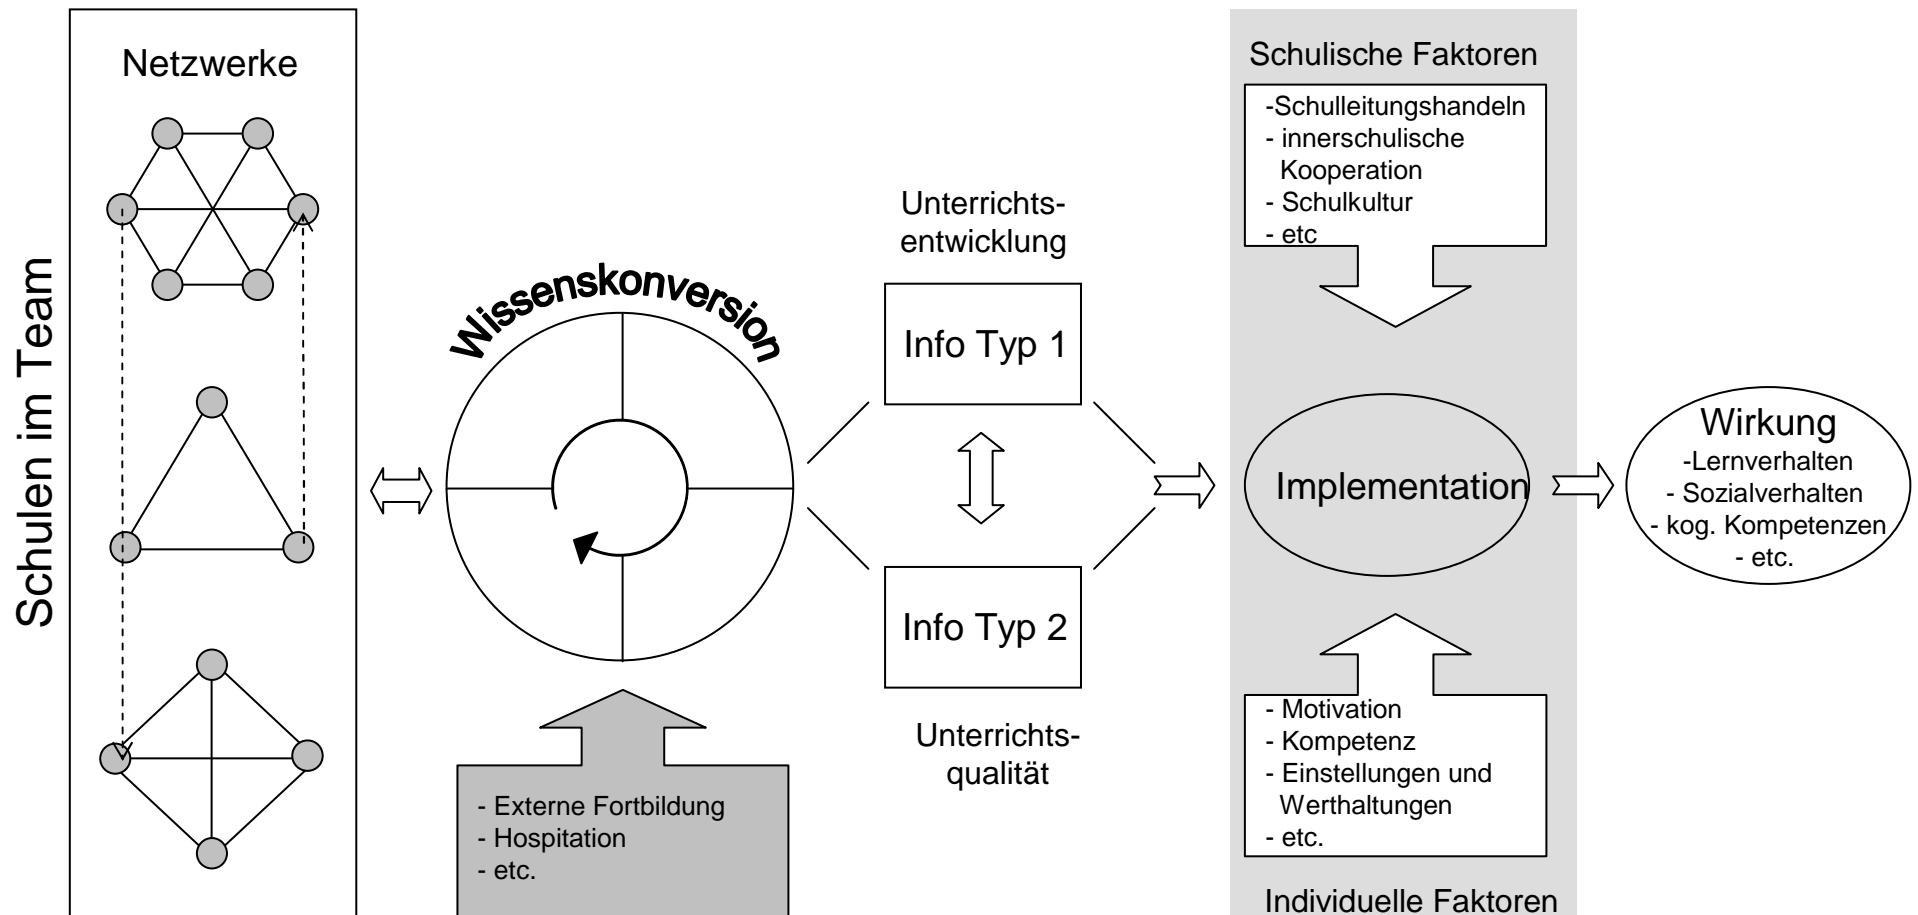 Schulen im Team
Netzwerke
Wissenskonversion
- Externe Fortbildung
- Hospitation
- etc.
Unterrichts-
entwicklung
Info Typ 1
Info Typ 2
Unterrichts-
qualität
Schulische Faktoren
-Schulleitungshandeln
- innerschulische
Kooperation
- Schulkultur
- etc
Implementation
- Motivation
- Kompetenz
- Einstellungen und
Werthaltungen
- etc.
Individuelle Faktoren
Wirkung
-Lernverhalten
- Sozialverhalten
- kog. Kompetenzen
- etc.